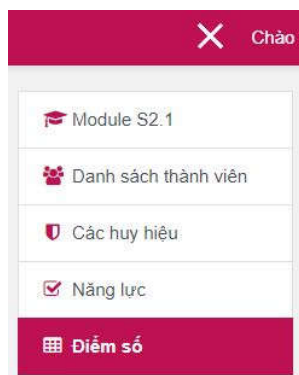 Chào
Module S2.1
Danh sách thành viên
Các huy hiệu
Năng lực
Điểm số